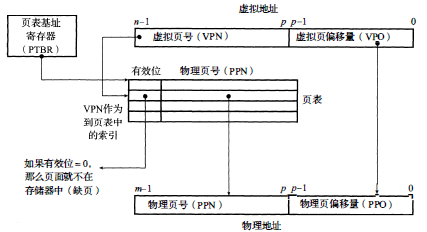 虚拟地址
页表基址
寄存器
(PTBR)
n-1 p p-1 0
虚拟页号(VPN) 虚拟页偏移量(VPO)
有效位 物理页号(PPN)
页表
VPN作为
到页表中
的索引
如果有效位=0,
那么页面就不在
存储器中(缺页)
m-1 p p-1 0
物理页号(PPN) 物理页偏移量(PPO)
物理地址